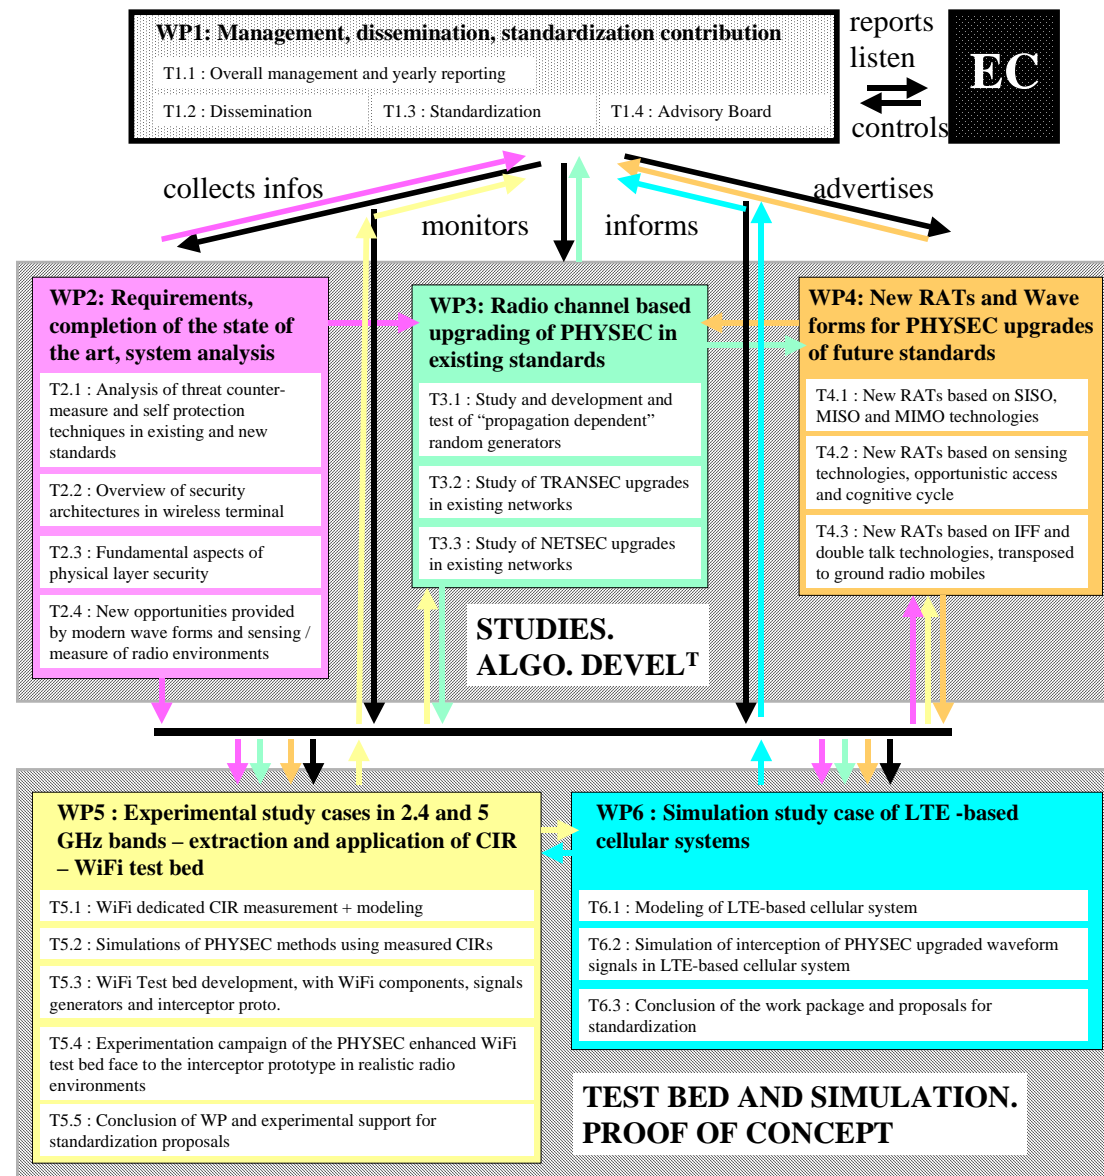 WP1: Management, dissemination, standardization contribution
T1.1 : Overall management and yearly reporting
T1.2 : Dissemination
T1.3 : Standardization
T1.4 : Advisory Board
reports
listen
controls
EC
collects infos
monitors
informs
advertises
WP2: Requirements,
completion of the state of
the art, system analysis
T2.1 : Analysis of threat counter-
measure and self protection
techniques in existing and new
standards
T2.2 : Overview of security
architectures in wireless terminal
T2.3 : Fundamental aspects of
physical layer security
T2.4 : New opportunities provided
by modern wave forms and sensing /
measure of radio environments
WP3: Radio channel based
upgrading of PHYSEC in
existing standards
T3.1 : Study and development and
test of “propagation dependent”
random generators
T3.2 : Study of TRANSEC upgrades
in existing networks
T3.3 : Study of NETSEC upgrades
in existing networks
WP4: New RATs and Wave
forms for PHYSEC upgrades
of future standards
T4.1 : New RATs based on SISO,
MISO and MIMO technologies
T4.2 : New RATs based on sensing
technologies, opportunistic access
and cognitive cycle
T4.3 : New RATs based on IFF and
double talk technologies, transposed
to ground radio mobiles
STUDIES.
ALGO. DEVELᵀ
WP5 : Experimental study cases in 2.4 and 5
GHz bands – extraction and application of CIR
– WiFi test bed
T5.1 : WiFi dedicated CIR measurement + modeling
T5.2 : Simulations of PHYSEC methods using measured CIRs
T5.3 : WiFi Test bed development, with WiFi components, signals
generators and interceptor proto.
T5.4 : Experimentation campaign of the PHYSEC enhanced WiFi
test bed face to the interceptor prototype in realistic radio
environments
T5.5 : Conclusion of WP and experimental support for
standardization proposals
WP6 : Simulation study case of LTE -based
cellular systems
T6.1 : Modeling of LTE-based cellular system
T6.2 : Simulation of interception of PHYSEC upgraded waveform
signals in LTE-based cellular system
T6.3 : Conclusion of the work package and proposals for
standardization
TEST BED AND SIMULATION.
PROOF OF CONCEPT